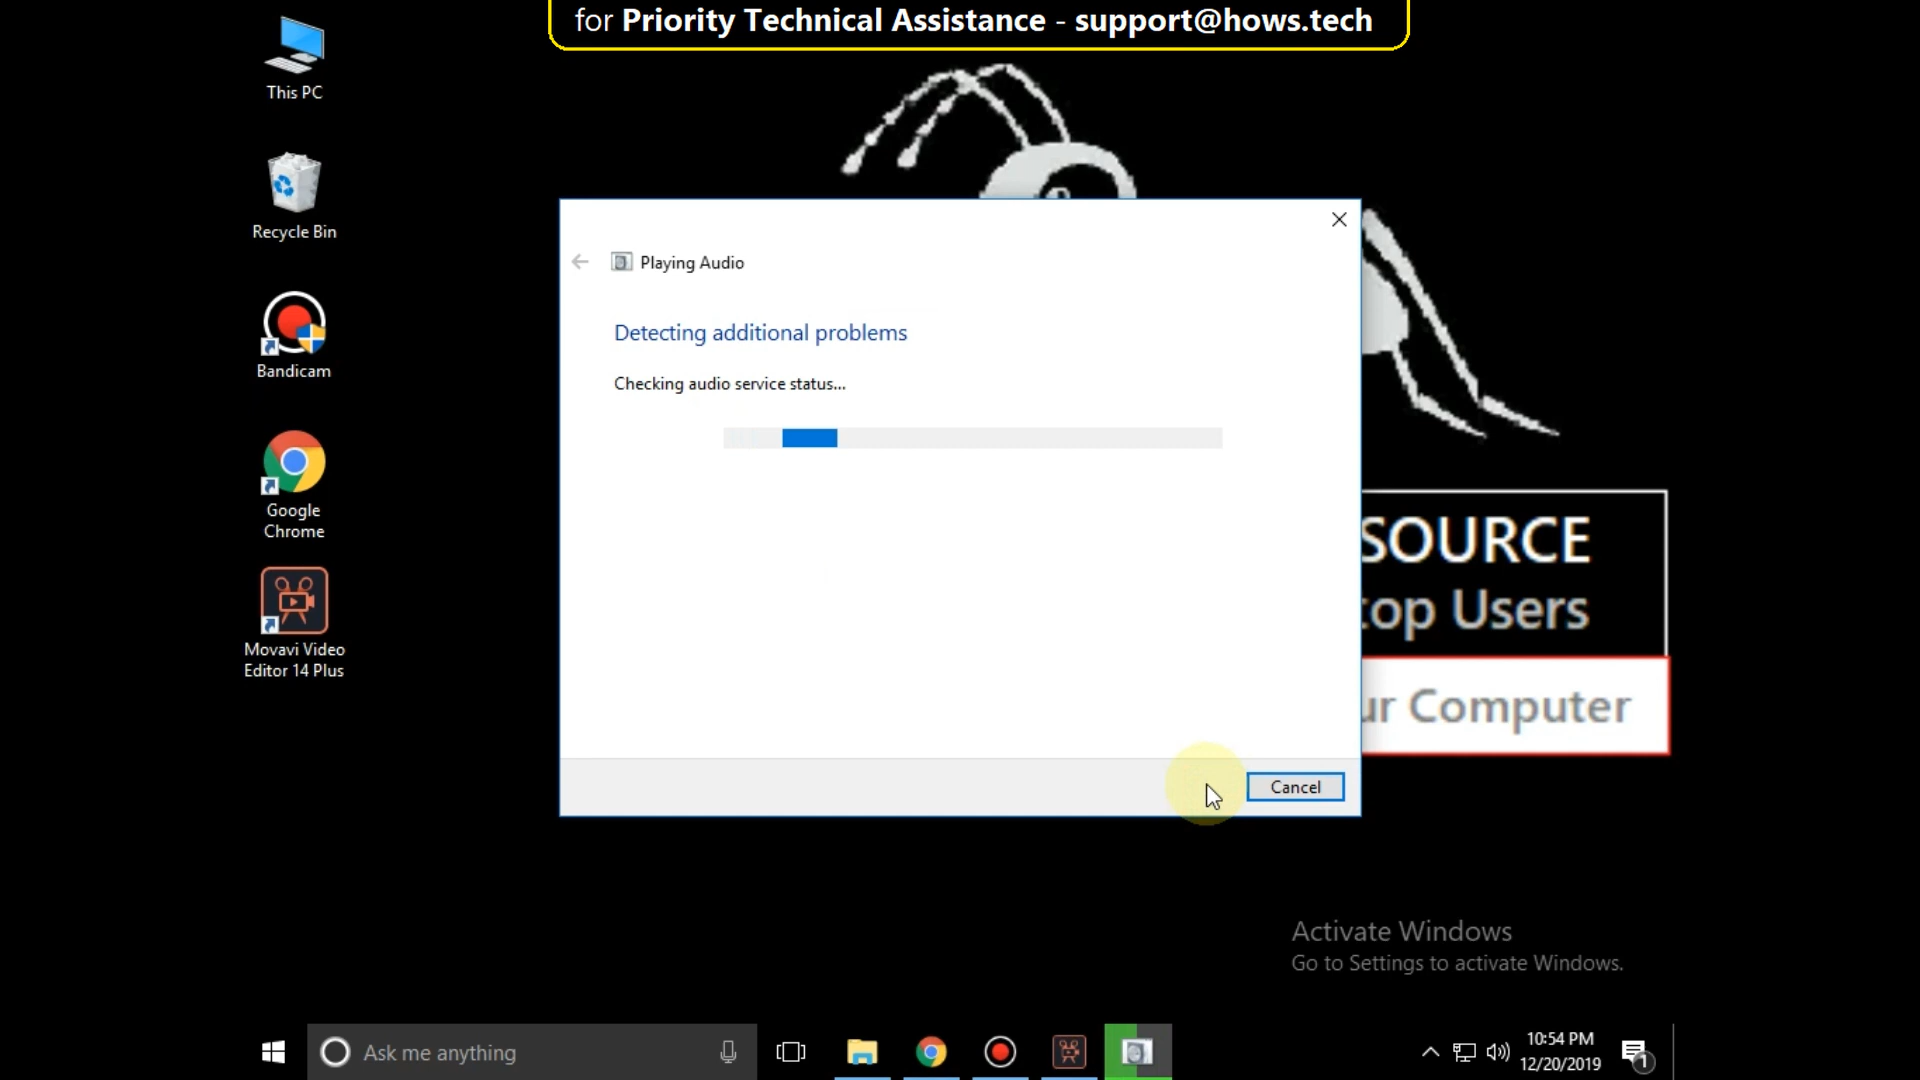 for Priority Technical Assistance - support@hows.tech
This PC
Recycle Bin
Bandicam
Google
Chrome
Movavi Video
Editor 14 Plus
Playing Audio
Detecting additional problems
Checking audio service status...
Cancel
SOURCE
top Users
ur Computer
Activate Windows
Go to Settings to activate Windows.
Ask me anything
10:54 PM
12/20/2019
1